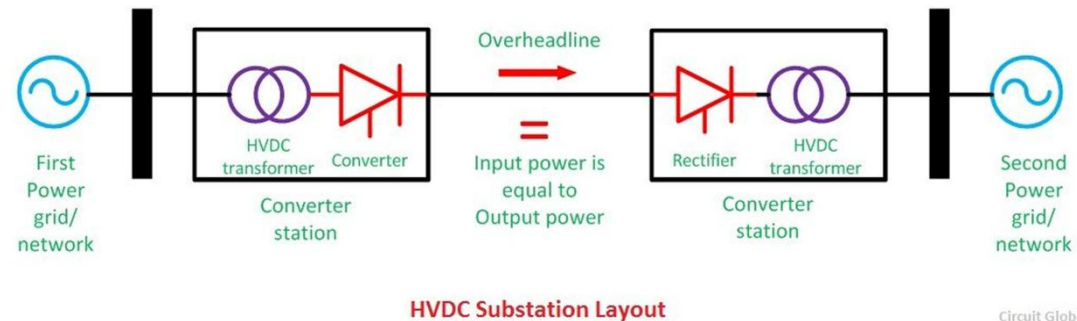 Overheadline
HVDC
transformer
Converter
Rectifier
HVDC
transformer
First
Power
grid/
network
Input power is
equal to
Output power
Second
Power
grid/
network
Converter
station
Converter
station
HVDC Substation Layout
Circuit Glob